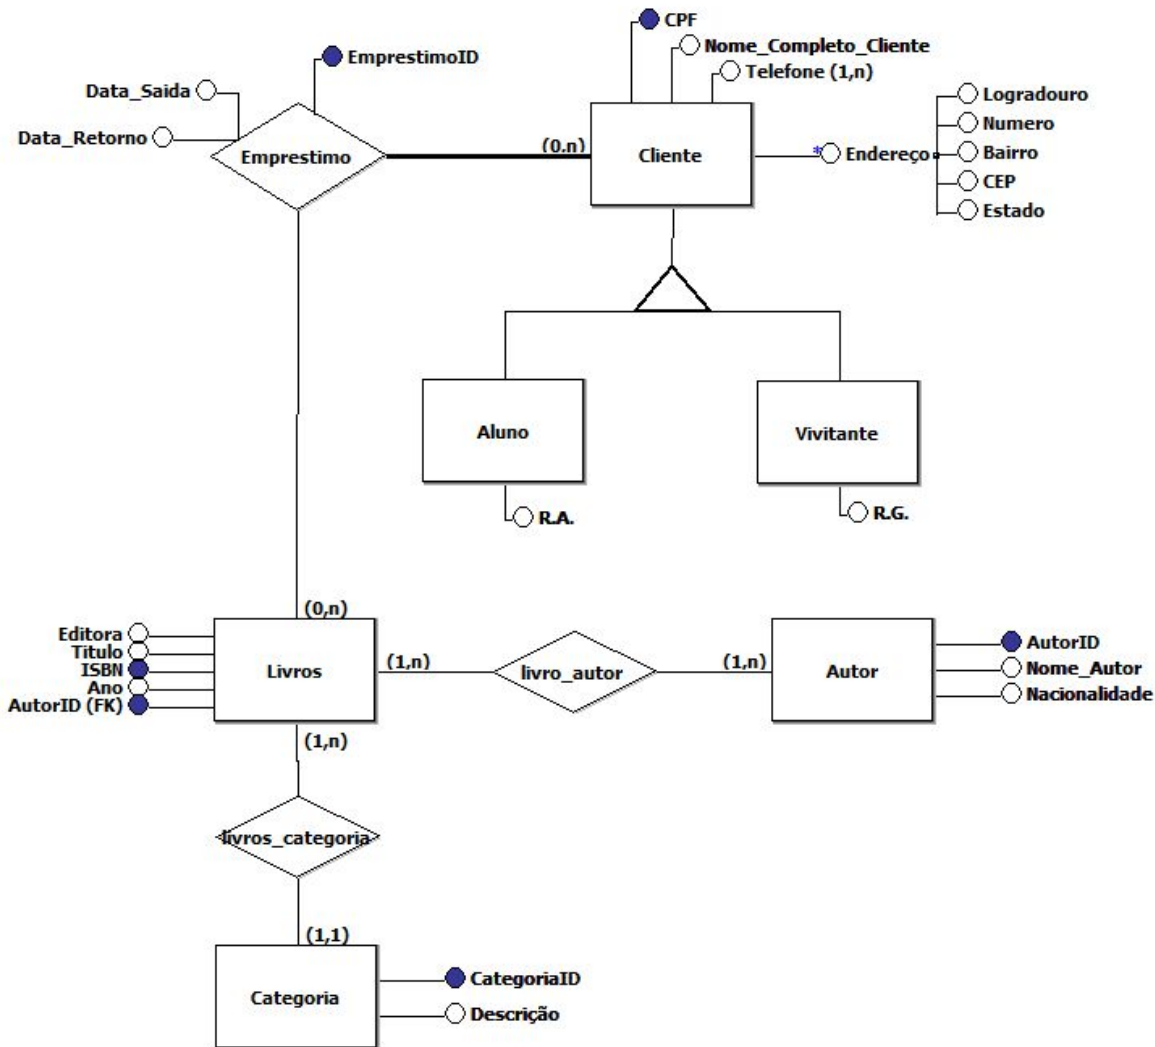 CPF
Nome_Completo_Cliente
Telefone (1,n)
EmprestimoID
Data_Saida
Data_Retorno
Emprestimo
(0.n)
Cliente
Endereço
*
Logradouro
Numero
Bairro
CEP
Estado
Aluno
Vivitante
R.A.
R.G.
(0,n)
Editora
Titulo
ISBN
Ano
AutorID (FK)
Livros
(1,n)
livro_autor
(1,n)
Autor
AutorID
Nome_Autor
Nacionalidade
(1,n)
livros_categoria
(1,1)
Categoria
CategoriaID
Descrição